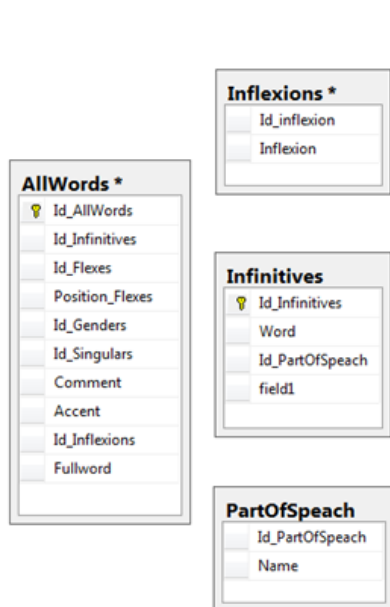 Inflexions *
Id_inflexion
Inflexion
AllWords *
Id_AllWords
Id_Infinitives
Id_Flexes
Position_Flexes
Id_Genders
Id_Singulars
Comment
Accent
Id_Inflexions
Fullword
Infinitives
Id_Infinitives
Word
Id_PartOfSpeach
field1
PartOfSpeach
Id_PartOfSpeach
Name